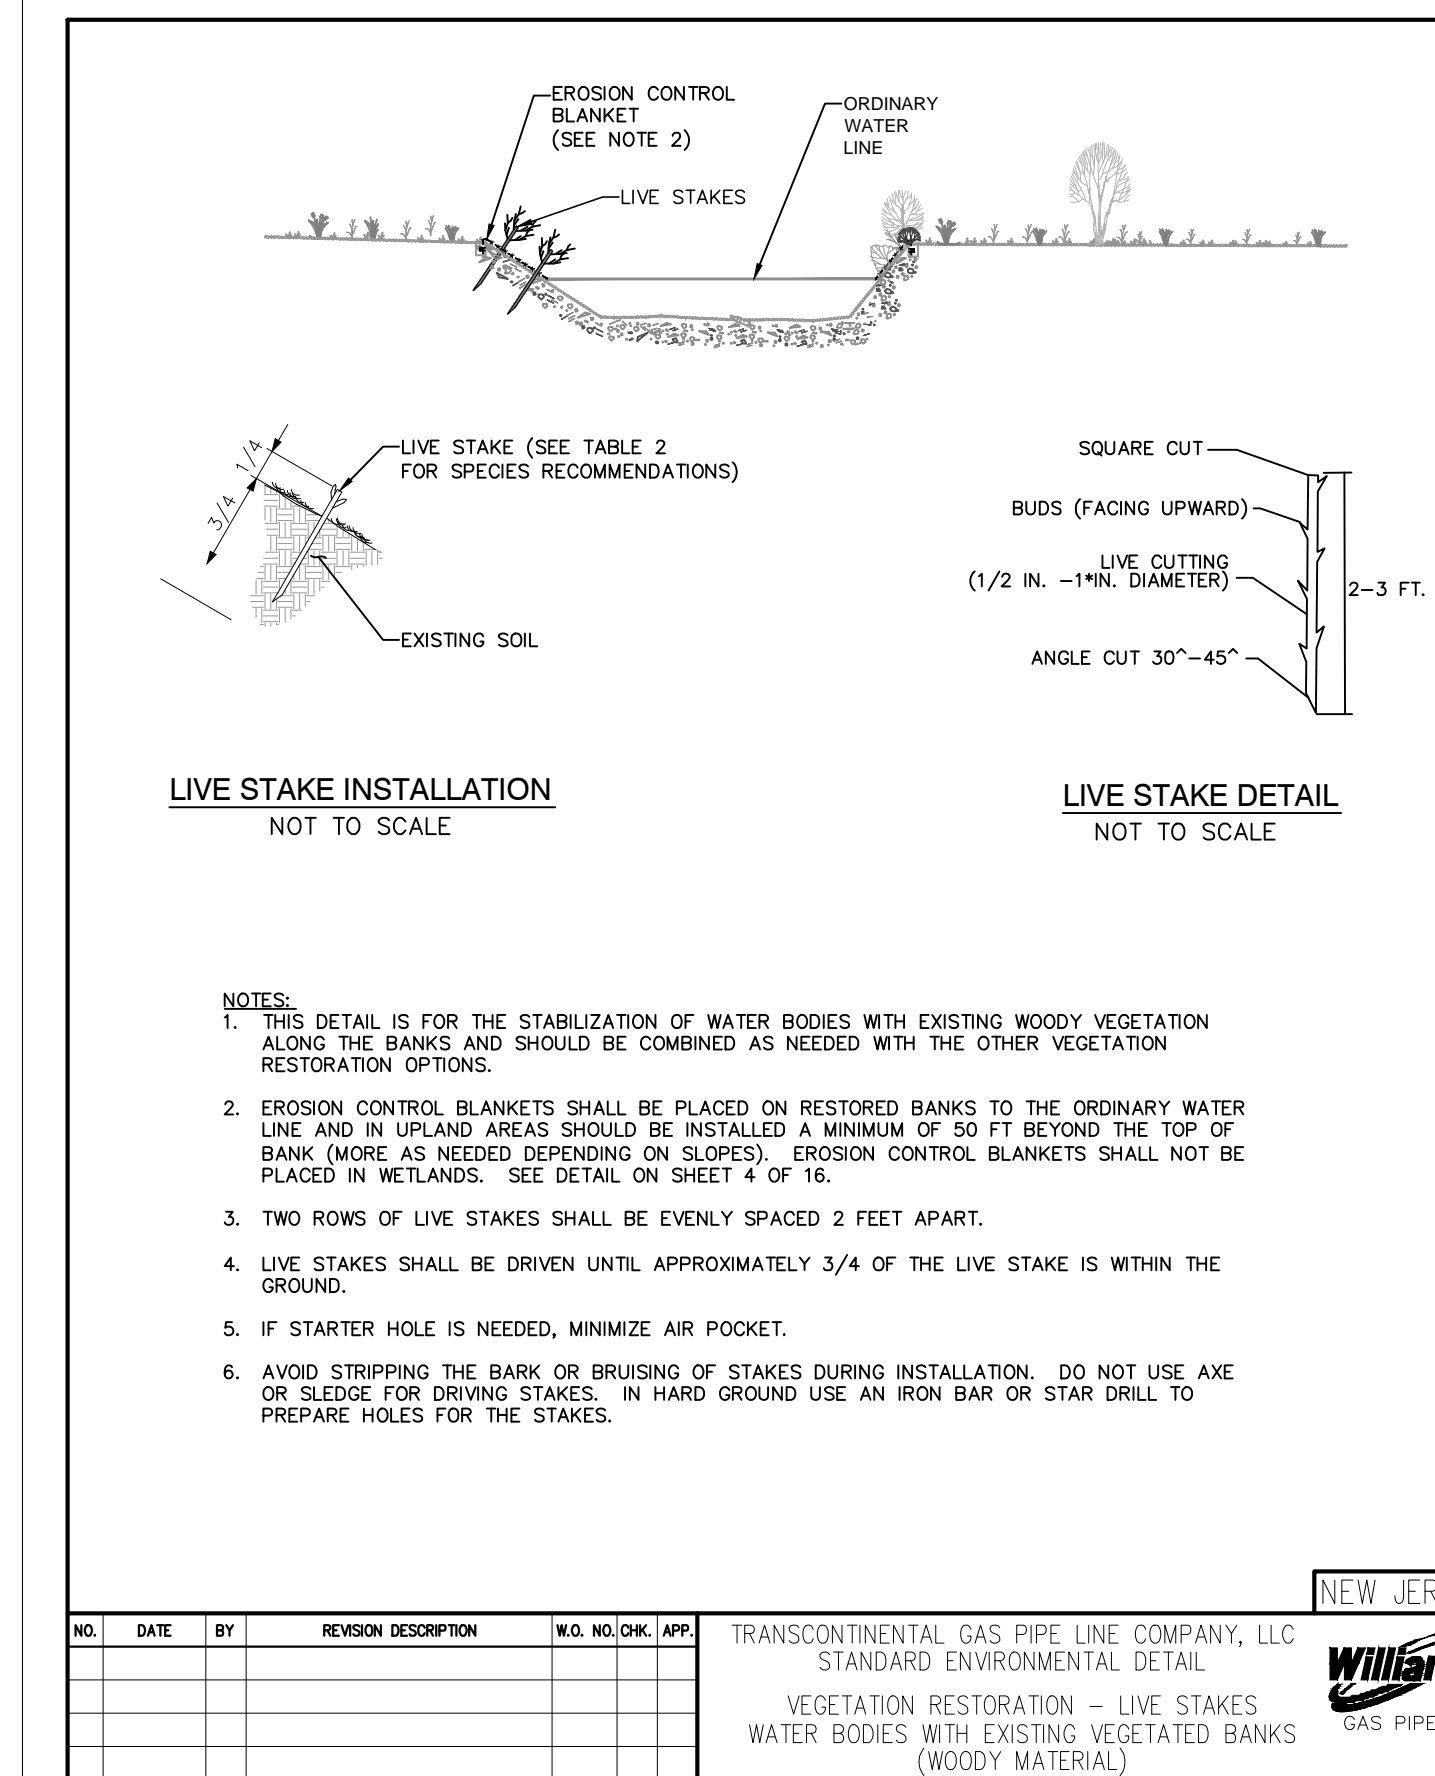 EROSION CONTROL
BLANKET
(SEE NOTE 2)
ORDINARY
WATER
LINE
LIVE STAKES
1/4
3/4
LIVE STAKE (SEE TABLE 2
FOR SPECIES RECOMMENDATIONS)
EXISTING SOIL
SQUARE CUT
BUDS (FACING UPWARD)
LIVE CUTTING
(1/2 IN. -1*IN. DIAMETER)
2-3 FT.
ANGLE CUT 30^-45^
LIVE STAKE INSTALLATION
NOT TO SCALE
LIVE STAKE DETAIL
NOT TO SCALE
NOTES:
1. THIS DETAIL IS FOR THE STABILIZATION OF WATER BODIES WITH EXISTING WOODY VEGETATION
ALONG THE BANKS AND SHOULD BE COMBINED AS NEEDED WITH THE OTHER VEGETATION
RESTORATION OPTIONS.
2. EROSION CONTROL BLANKETS SHALL BE PLACED ON RESTORED BANKS TO THE ORDINARY WATER
LINE AND IN UPLAND AREAS SHOULD BE INSTALLED A MINIMUM OF 50 FT BEYOND THE TOP OF
BANK (MORE AS NEEDED DEPENDING ON SLOPES). EROSION CONTROL BLANKETS SHALL NOT BE
PLACED IN WETLANDS. SEE DETAIL ON SHEET 4 OF 16.
3. TWO ROWS OF LIVE STAKES SHALL BE EVENLY SPACED 2 FEET APART.
4. LIVE STAKES SHALL BE DRIVEN UNTIL APPROXIMATELY 3/4 OF THE LIVE STAKE IS WITHIN THE
GROUND.
5. IF STARTER HOLE IS NEEDED, MINIMIZE AIR POCKET.
6. AVOID STRIPPING THE BARK OR BRUISING OF STAKES DURING INSTALLATION. DO NOT USE AXE
OR SLEDGE FOR DRIVING STAKES. IN HARD GROUND USE AN IRON BAR OR STAR DRILL TO
PREPARE HOLES FOR THE STAKES.
NEW JER
NO. DATE BY REVISION DESCRIPTION W.O. NO. CHK. APP.
TRANSCONTINENTAL GAS PIPE LINE COMPANY, LLC
STANDARD ENVIRONMENTAL DETAIL
VEGETATION RESTORATION - LIVE STAKES
WATER BODIES WITH EXISTING VEGETATED BANKS
(WOODY MATERIAL)
William
GAS PIPE